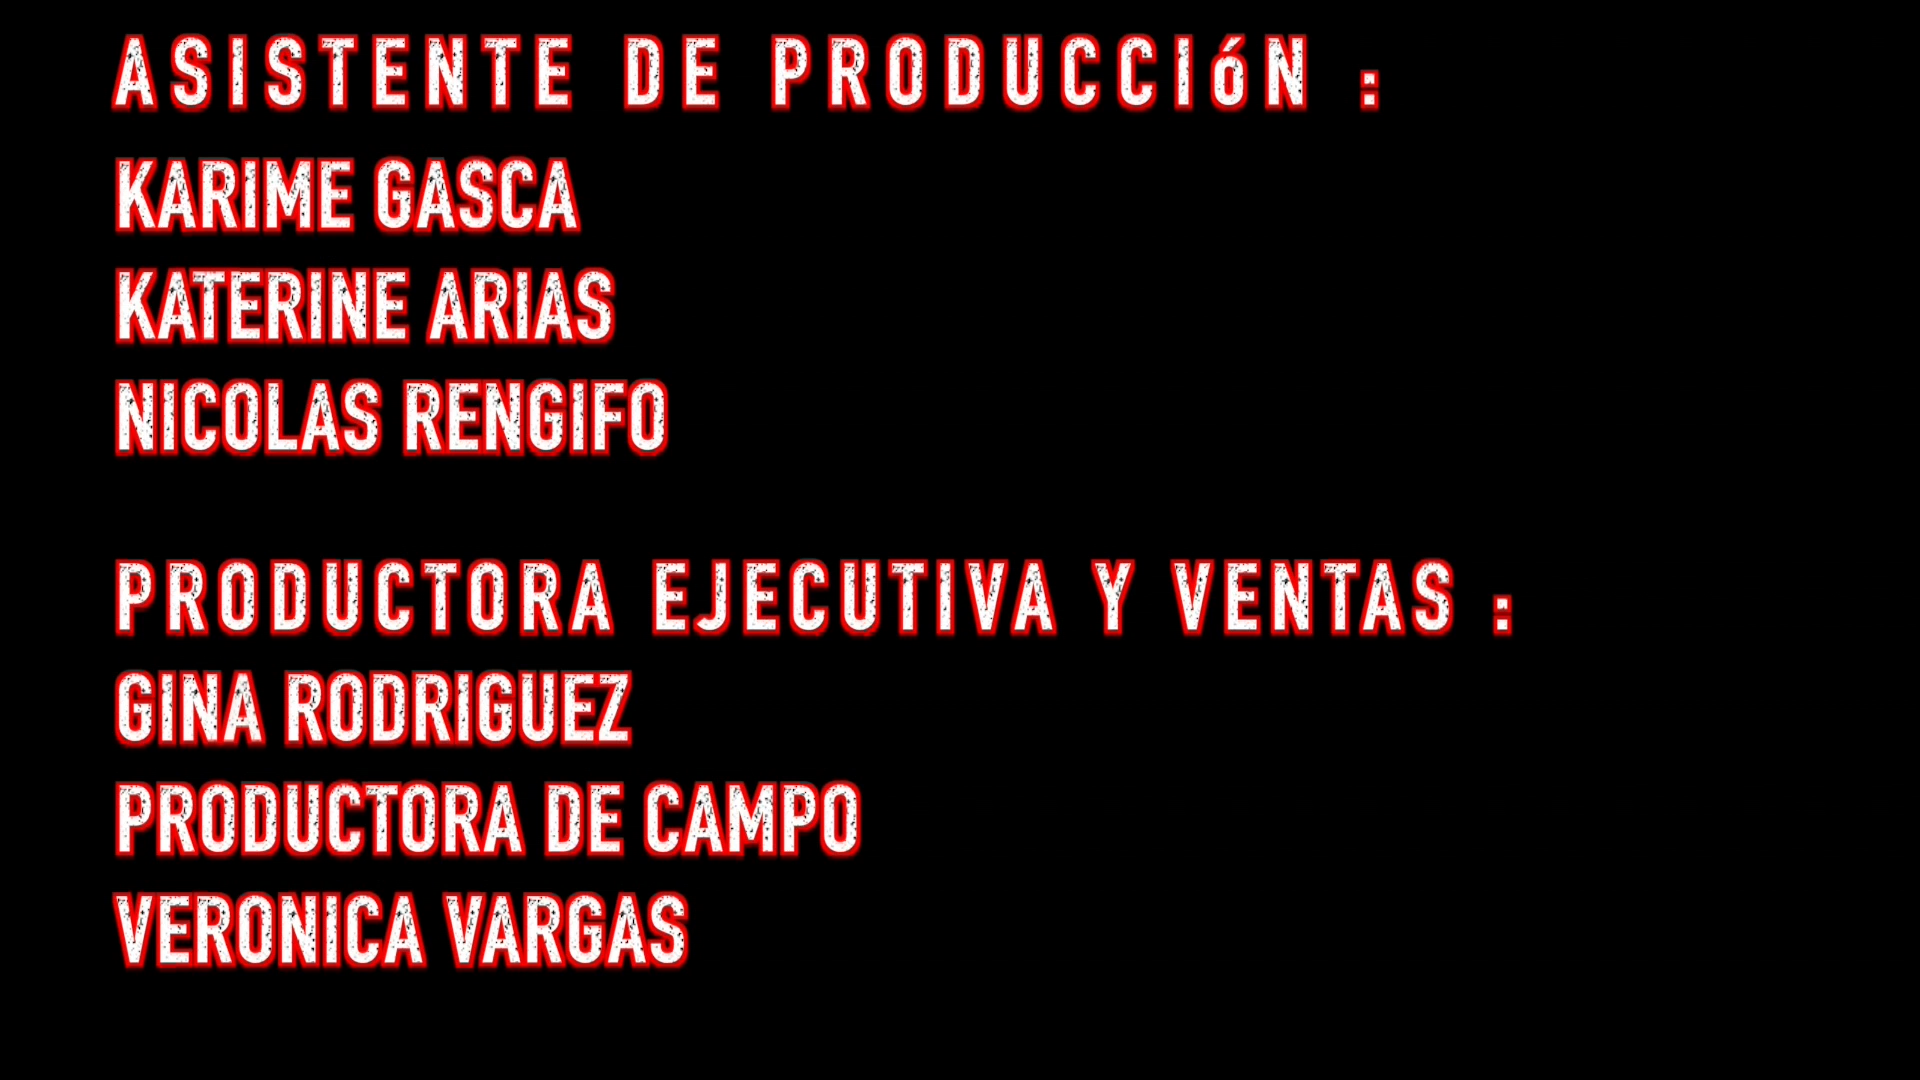 ASISTENTE DE PRODUCCIóN :
KARIME GASCA
KATERINE ARIAS
NICOLAS RENGIFO
PRODUCTORA EJECUTIVA Y VENTAS :
GINA RODRIGUEZ
PRODUCTORA DE CAMPO
VERONICA VARGAS